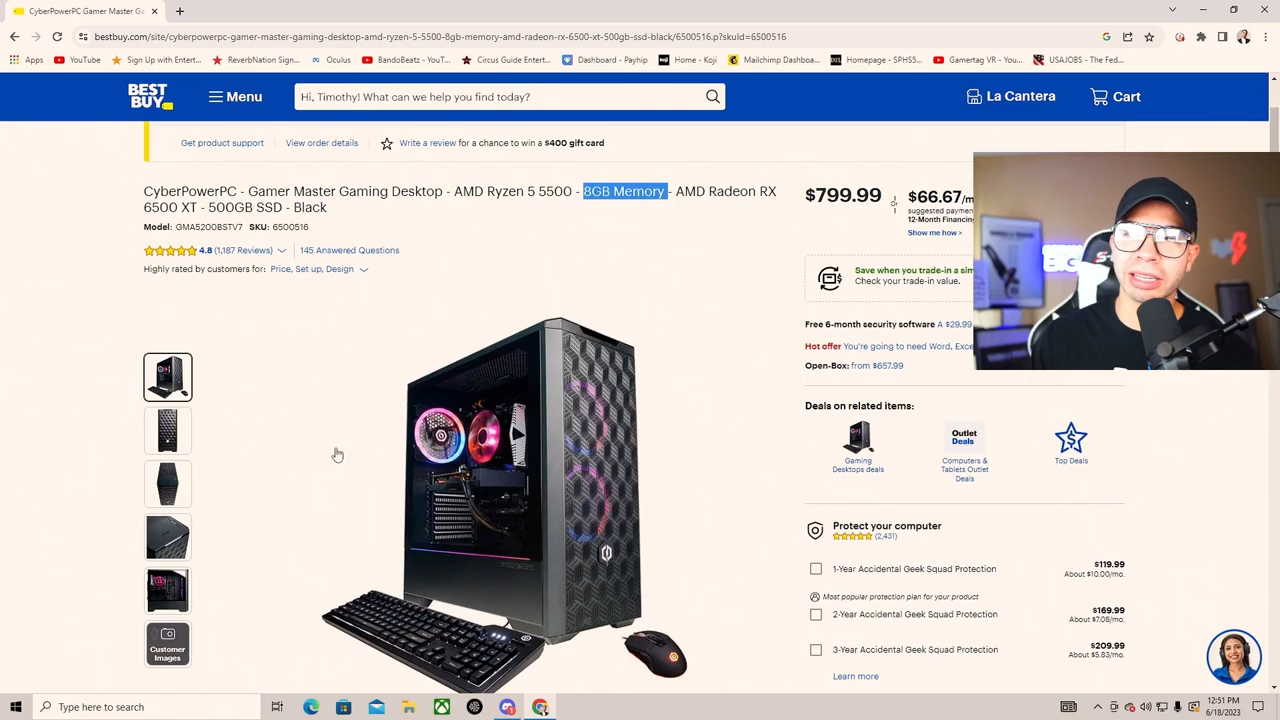 CyberPowerPC - Gamer Master Ga
bestbuy.com/site/cyberpowerpc-gamer-master-gaming-desktop-amd-ryzen-5-5500-8gb-memory-amd-radeon-rx-6500-xt-500gb-ssd-black/6500516.p?skuId=6500516
Apps YouTube Sign Up with Entert... ReverbNation Sign... Oculus BandoBeatz - YouT... Circus Guide Entert... Dashboard - Payhip Home - Koji Mailchimp Dashboa... Homepage - SPHS5... Gamertag VR - You... USAJOBS - The Fed...
BEST BUY
Menu
Hi, Timothy! What can we help you find today?
La Cantera
Cart
Get product support View order details Write a review for a chance to win a $400 gift card
CyberPowerPC - Gamer Master Gaming Desktop - AMD Ryzen 5 5500 - 8GB Memory - AMD Radeon RX
6500 XT - 500GB SSD - Black
Model: GMA5200BSTV7 SKU: 6500516
4.8 (1,187 Reviews) 145 Answered Questions
Highly rated by customers for: Price, Set up, Design
Customer
Images
$799.99
or
$66.67/m
suggested payme
12-Month Financing
Show me how >
Save when you trade-in a sim
Check your trade-in value.
Free 6-month security software A $29.99
Hot offer You're going to need Word, Exce
Open-Box: from $657.99
Deals on related items:
Gaming
Desktops deals
Outlet
Deals
Computers &
Tablets Outlet
Deals
Top Deals
Protect your computer
(2,431)
1-Year Accidental Geek Squad Protection $119.99
About $10.00/mo.
Most popular protection plan for your product
2-Year Accidental Geek Squad Protection $169.99
About $7.08/mo.
3-Year Accidental Geek Squad Protection $209.99
About $5.83/mo.
Learn more
Type here to search
12:51 PM
6/18/2023